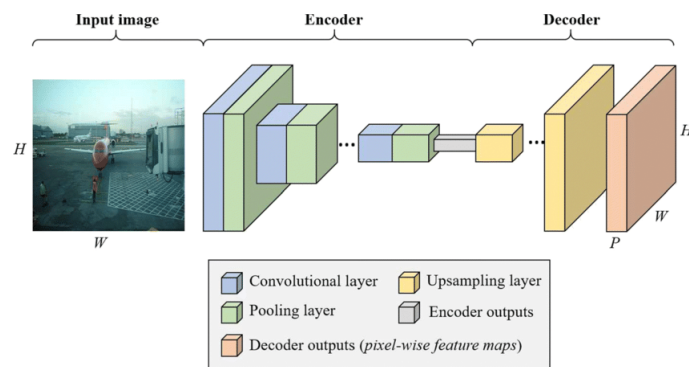 Input image Encoder Decoder
H
W
... ...
H
W
P
Convolutional layer Upsampling layer
Pooling layer Encoder outputs
Decoder outputs (pixel-wise feature maps)